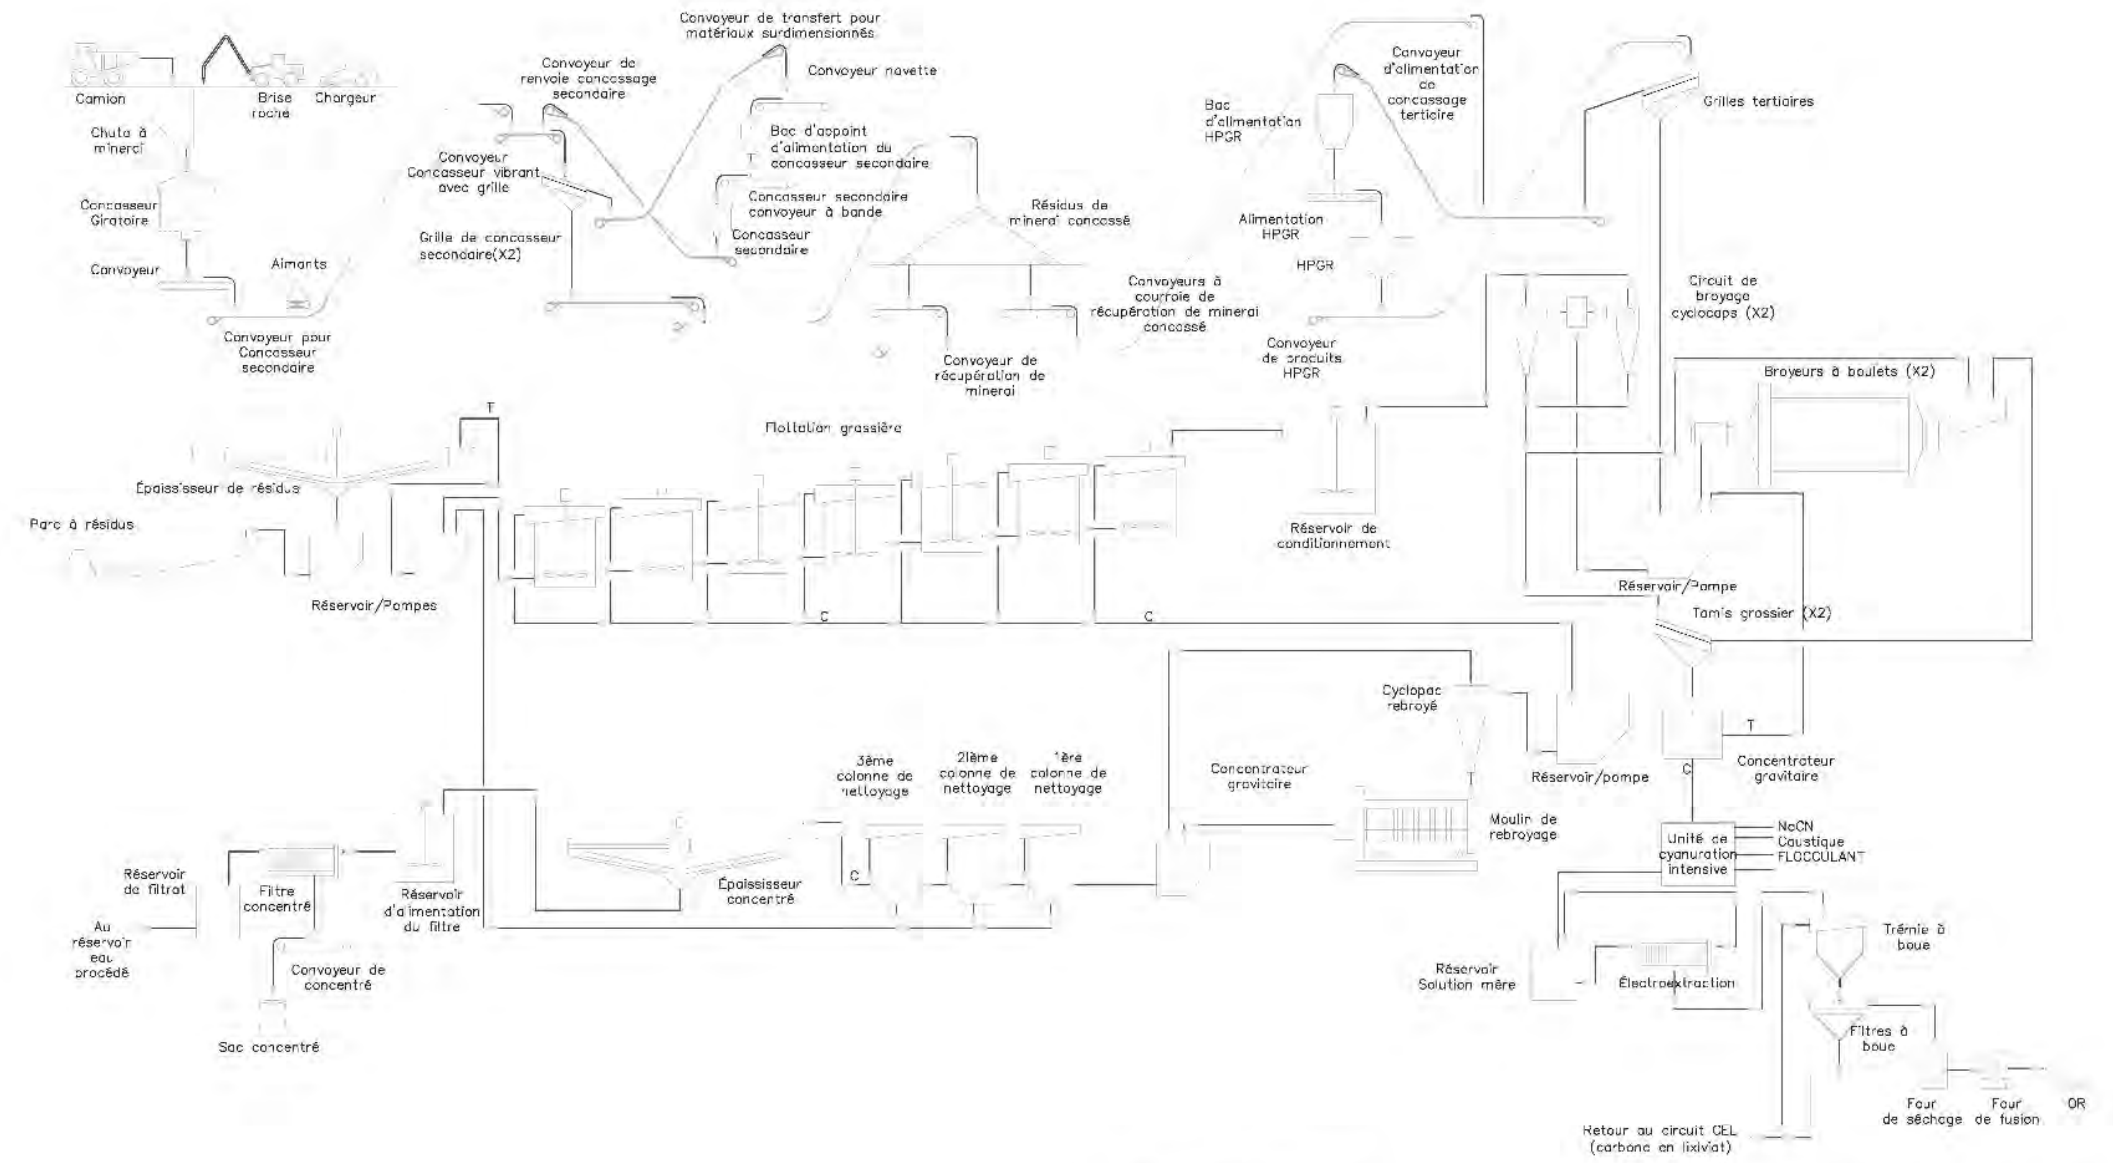 Convoyeur de transfert pour
matériaux surdimensionnés
Camion
Brise
roche
Chargeur
Chute à
minerai
Concasseur
Giratoire
Convoyeur
Aimants
Convoyeur pour
Concasseur
secondaire
Convoyeur de
renvoie concassage
secondaire
Convoyeur navette
Convoyeur
Concasseur vibrant
avec grille
Grille de concasseur
secondaire(X2)
Bac d'appoint
d'alimentation du
concasseur secondaire
Concasseur secondaire
convoyeur à bande
Concasseur
secondaire
Résidus de
minerai concassé
Convoyeurs à
courroie de
récupération de minerai
concassé
Convoyeur de
récupération de
minerai
Bac
d'alimentation
HPGR
Convoyeur
d'alimentation
de
concassage
tertiaire
Grilles tertiaires
Alimentation
HPGR
HPGR
Convoyeur
de produits
HPGR
Circuit de
broyage
cyclocaps (X2)
Broyeurs à boulets (X2)
T
Flottation grossière
Épaississeur de résidus
Parc à résidus
Réservoir/Pompes
Réservoir de
conditionnement
Réservoir/Pompe
Tamis grossier (X2)
C
C
Cyclopac
rebroyé
Réservoir/pompe
T
Concentrateur
gravitaire
C
3ème
colonne de
nettoyage
2ième
colonne de
nettoyage
1ère
colonne de
nettoyage
Concentrateur
gravitaire
Moulin de
rebroyage
Unité de
cyanuration
intensive
NaCN
Caustique
FLOCCULANT
Réservoir
de filtrat
Filtre
concentré
Réservoir
d'alimentation
du filtre
Épaississeur
concentré
C
Au
réservoir
eau
procédé
Convoyeur de
concentré
Sac concentré
Réservoir
Solution mère
Électroextraction
Trémie à
boue
Filtres à
boue
Four
de séchage
Four
de fusion
OR
Retour au circuit CEL
(carbone en lixiviat)